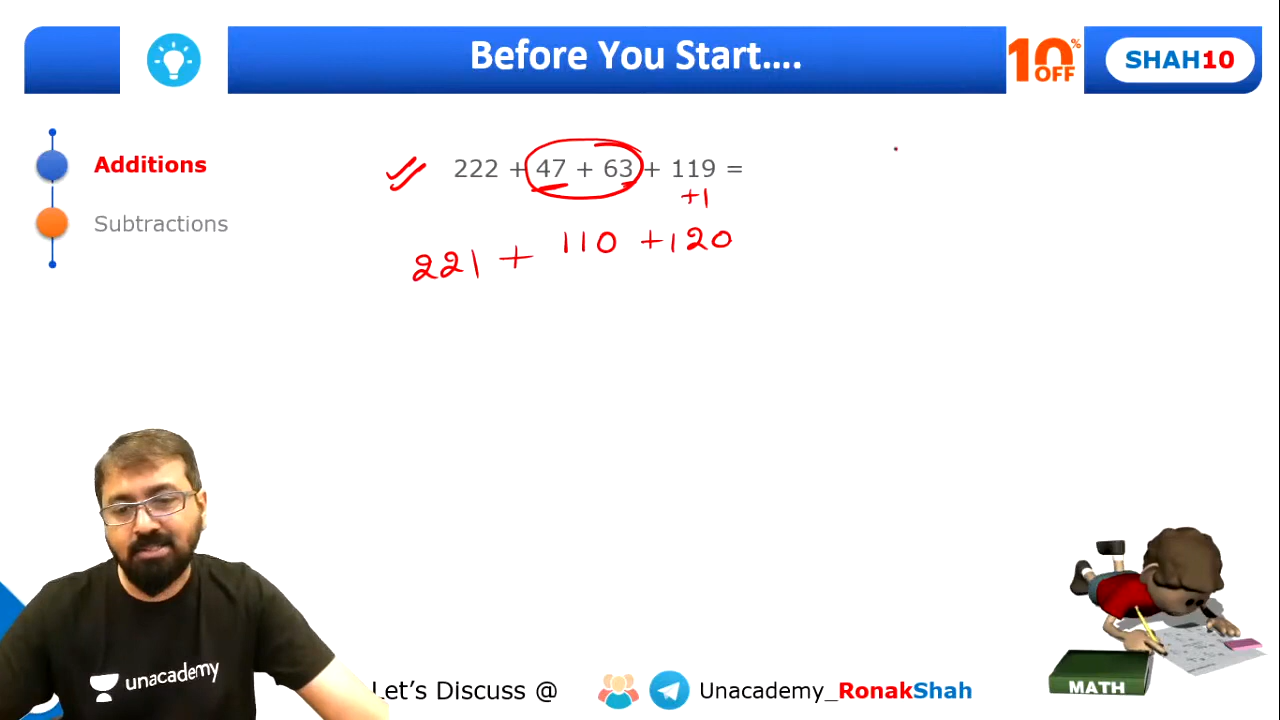 Before You Start....
10% OFF
SHAH10
Additions
222 + 47 + 63 + 119 =
+1
Subtractions
221 + 110 + 120
unacademy
MATH
Let's Discuss @
Unacademy_RonakShah